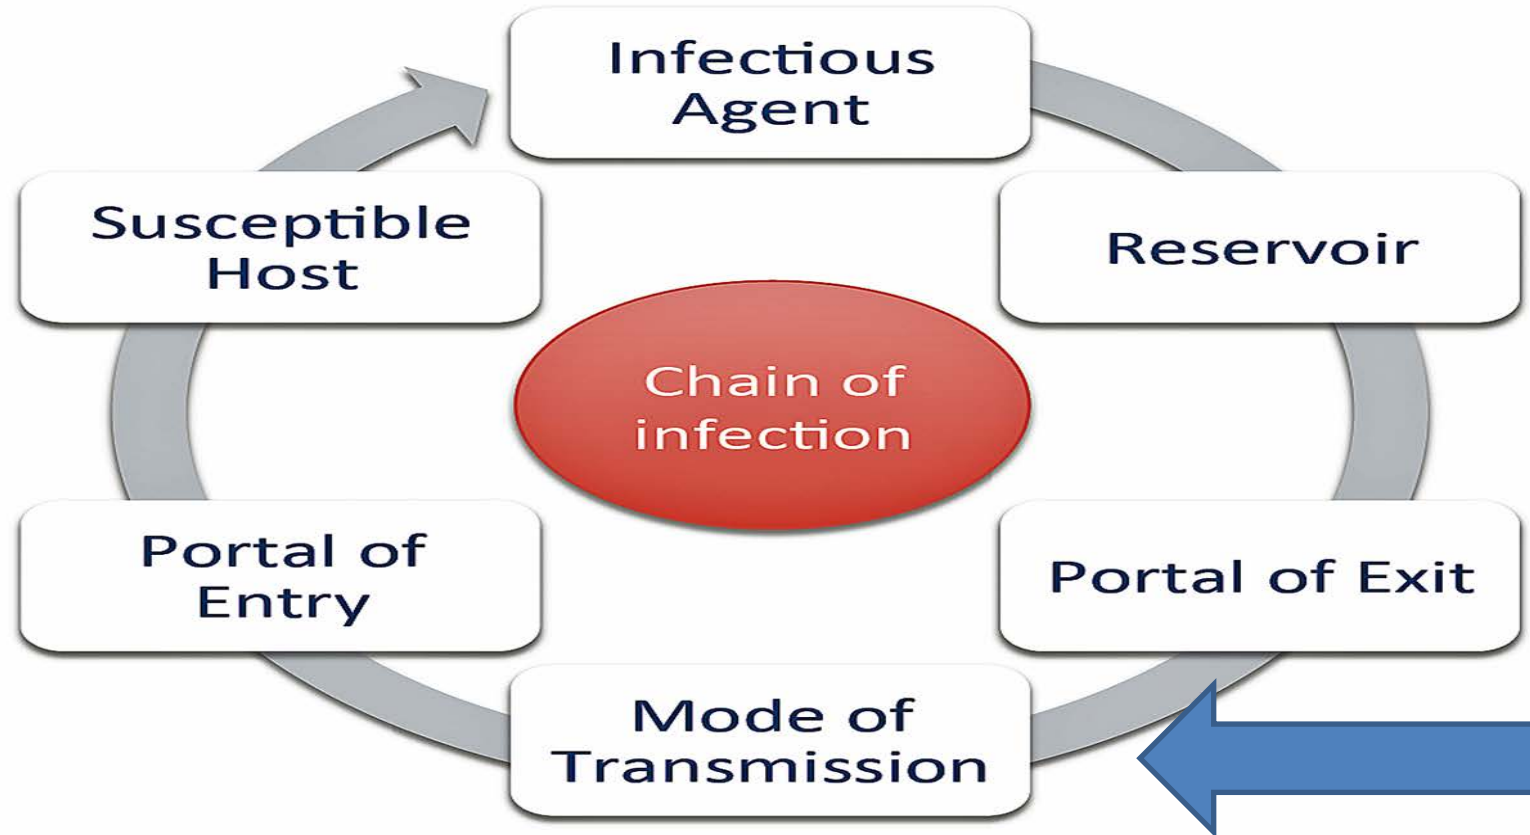 Infectious
Agent
Reservoir
Portal of Exit
Mode of
Transmission
Portal of
Entry
Susceptible
Host
Chain of
infection